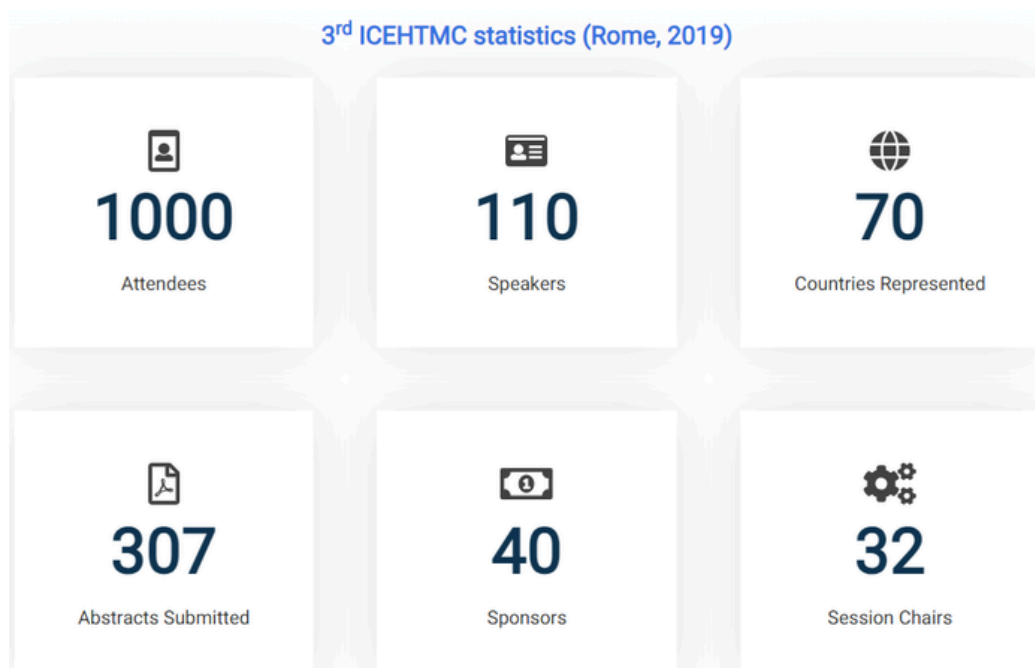 3rd ICEHTMC statistics (Rome, 2019)
1000
Attendees
110
Speakers
70
Countries Represented
307
Abstracts Submitted
1
40
Sponsors
32
Session Chairs